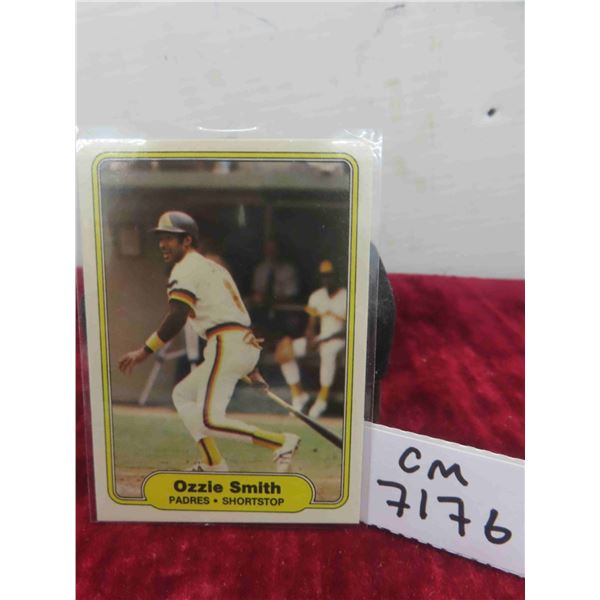 Ozzie Smith
PADRES • SHORTSTOP
CM
7176